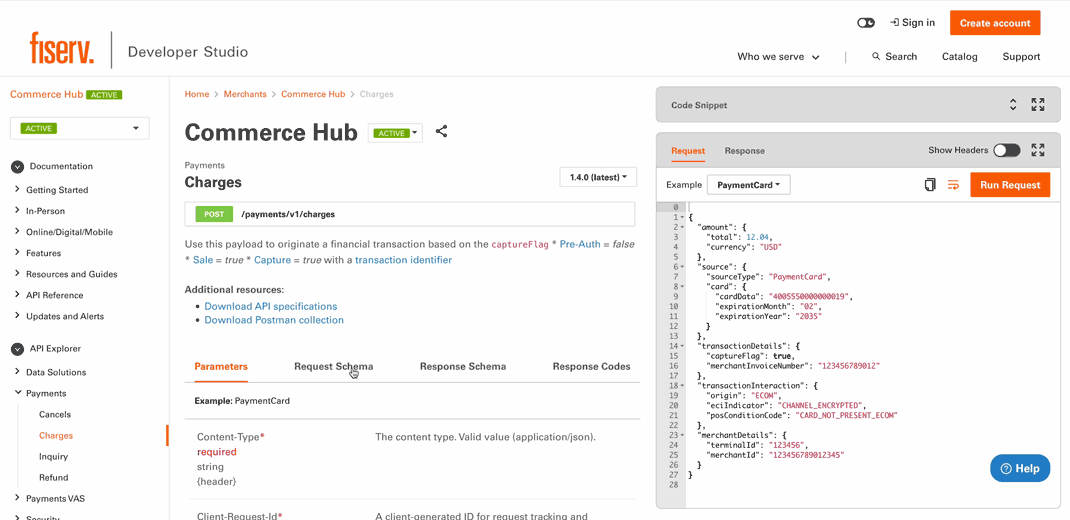 Sign in
Create account
fiserv.
Developer Studio
Who we serve
Search
Catalog
Support
Commerce Hub ACTIVE
ACTIVE
Documentation
Getting Started
In-Person
Online/Digital/Mobile
Features
Resources and Guides
API Reference
Updates and Alerts
API Explorer
Data Solutions
Payments
Cancels
Charges
Inquiry
Refund
Payments VAS
Security
Home > Merchants > Commerce Hub > Charges
Commerce Hub ACTIVE
Payments
Charges
1.4.0 (latest)
POST /payments/v1/charges
Use this payload to originate a financial transaction based on the captureFlag * Pre-Auth = false
* Sale = true * Capture = true with a transaction identifier
Additional resources:
• Download API specifications
• Download Postman collection
Parameters Request Schema Response Schema Response Codes
Example: PaymentCard
Content-Type*
required
string
{header}
The content type. Valid value (application/json).
Client-Request-Id*
A client-generated ID for request tracking and
Code Snippet
Request Response Show Headers
Example PaymentCard Run Request
0
1 {
2 "amount": {
3 "total": 12.04,
4 "currency": "USD"
5 },
6 "source": {
7 "sourceType": "PaymentCard",
8 "card": {
9 "cardData": "4005550000000019",
10 "expirationMonth": "02",
11 "expirationYear": "2035"
12 }
13 },
14 "transactionDetails": {
15 "captureFlag": true,
16 "merchantInvoiceNumber": "123456789012"
17 },
18 "transactionInteraction": {
19 "origin": "ECOM",
20 "eciIndicator": "CHANNEL_ENCRYPTED",
21 "posConditionCode": "CARD_NOT_PRESENT_ECOM"
22 },
23 "merchantDetails": {
24 "terminalId": "123456",
25 "merchantId": "123456789012345"
26 }
27 }
28
Help